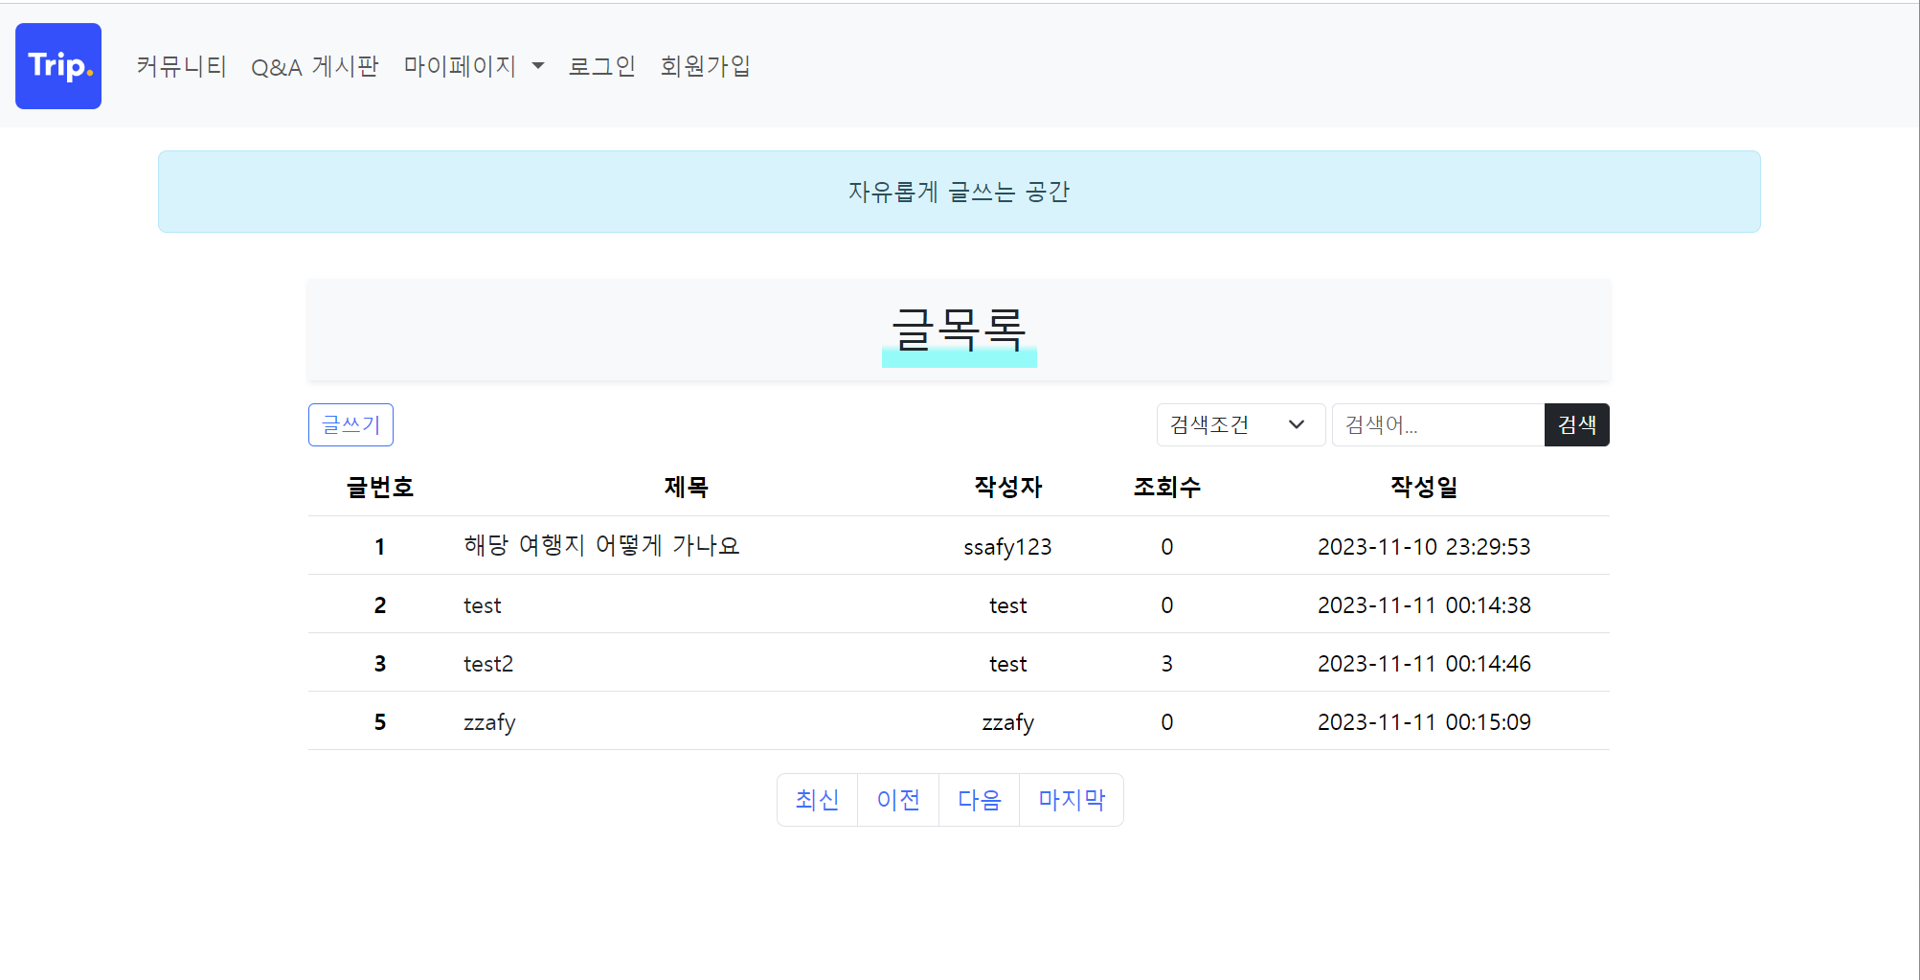 Trip. 커뮤니티 Q&A 게시판 마이페이지 로그인 회원가입
자유롭게 글쓰는 공간
글목록
글쓰기 검색조건 검색어... 검색
글번호 제목 작성자 조회수 작성일
1 해당 여행지 어떻게 가나요 ssafy123 0 2023-11-10 23:29:53
2 test test 0 2023-11-11 00:14:38
3 test2 test 3 2023-11-11 00:14:46
5 zzafy zzafy 0 2023-11-11 00:15:09
최신 이전 다음 마지막